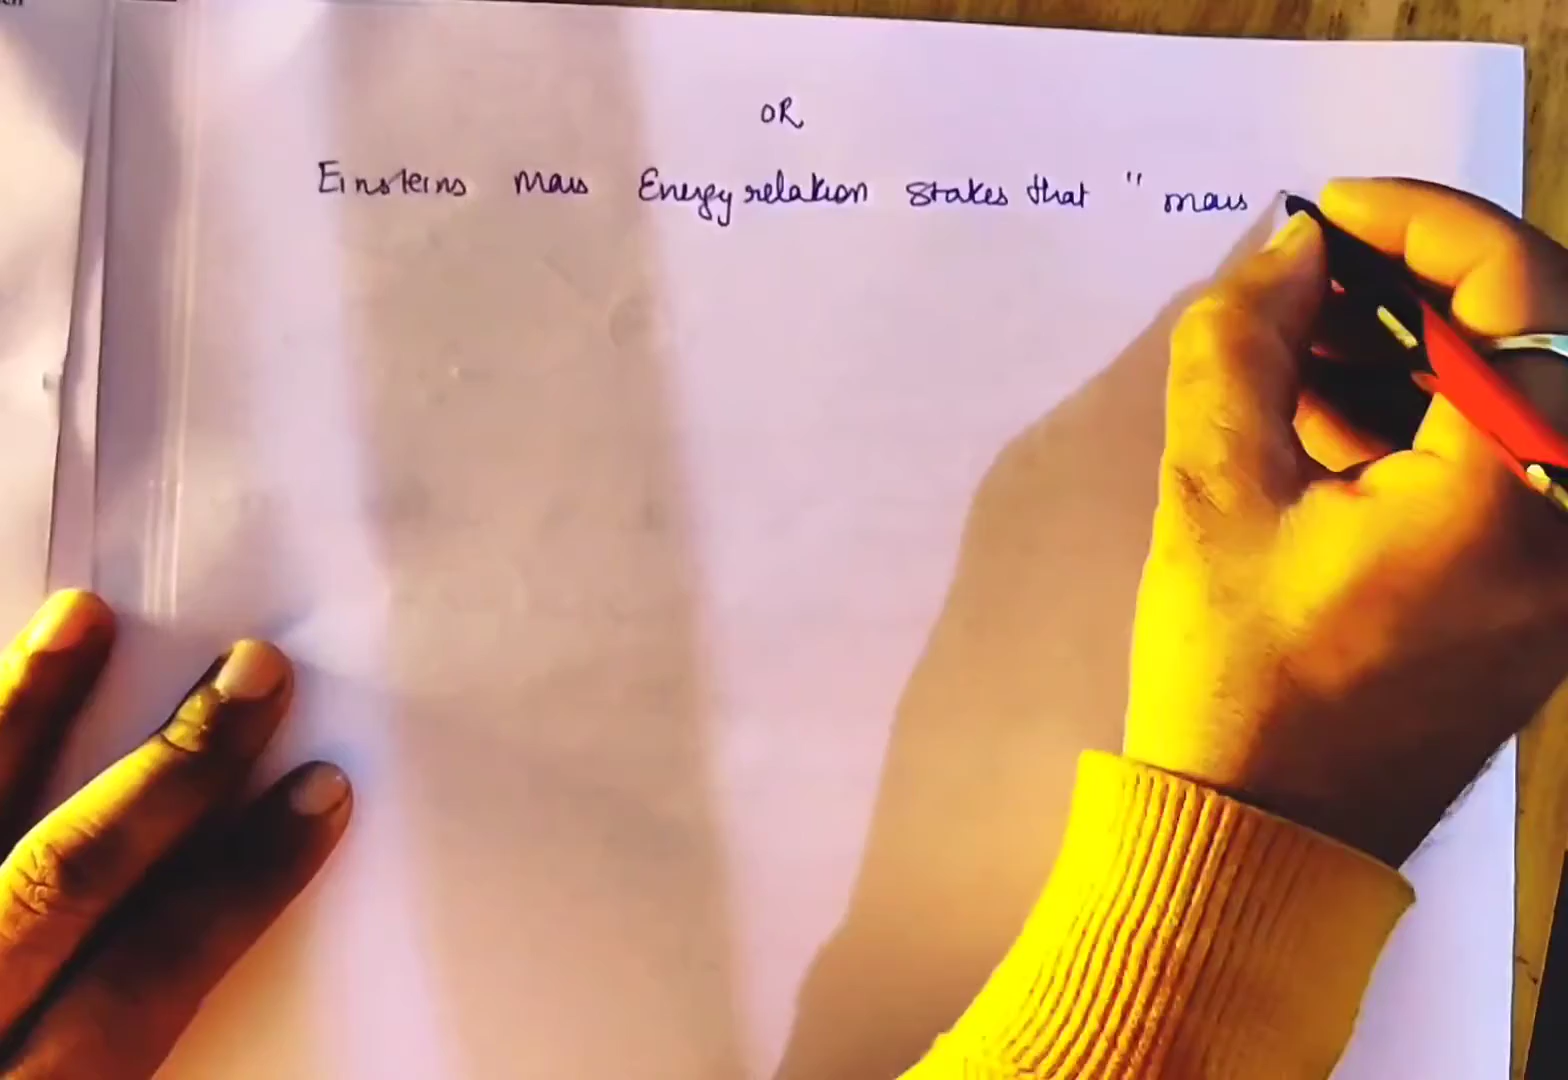 OR
Einsteins mass Energy relation states that " mass